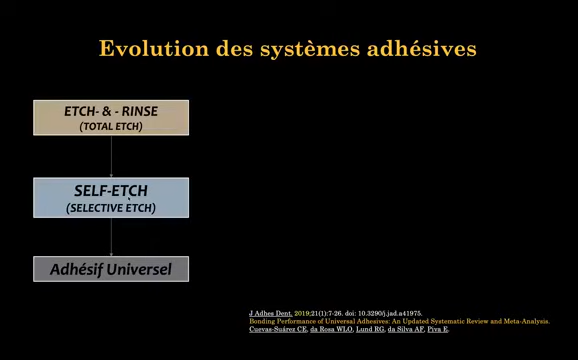 Evolution des systèmes adhésives
ETCH- & - RINSE
(TOTAL ETCH)
SELF-ETCH
(SELECTIVE ETCH)
Adhésif Universel
J Adhes Dent. 2019;21(1):7-26. doi: 10.3290/j.jad.a41975.
Bonding Performance of Universal Adhesives: An Updated Systematic Review and Meta-Analysis.
Cuevas-Suárez CE, da Rosa WLO, Lund RG, da Silva AF, Piva E.